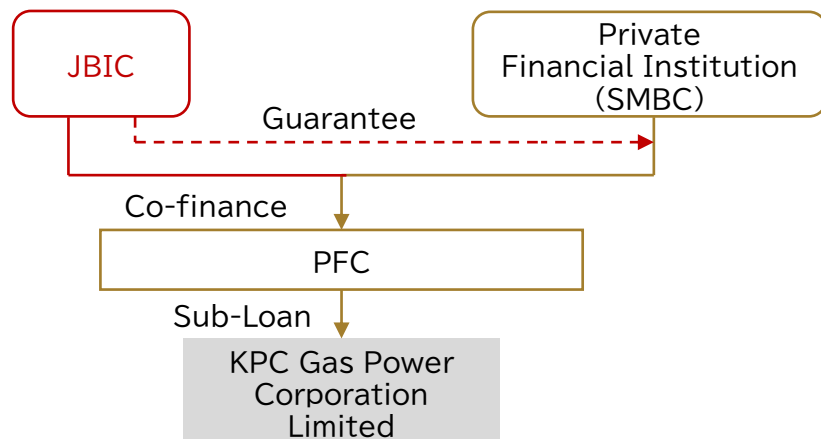 JBIC
Private
Financial Institution
(SMBC)
Guarantee
Co-finance
PFC
Sub-Loan
KPC Gas Power
Corporation
Limited